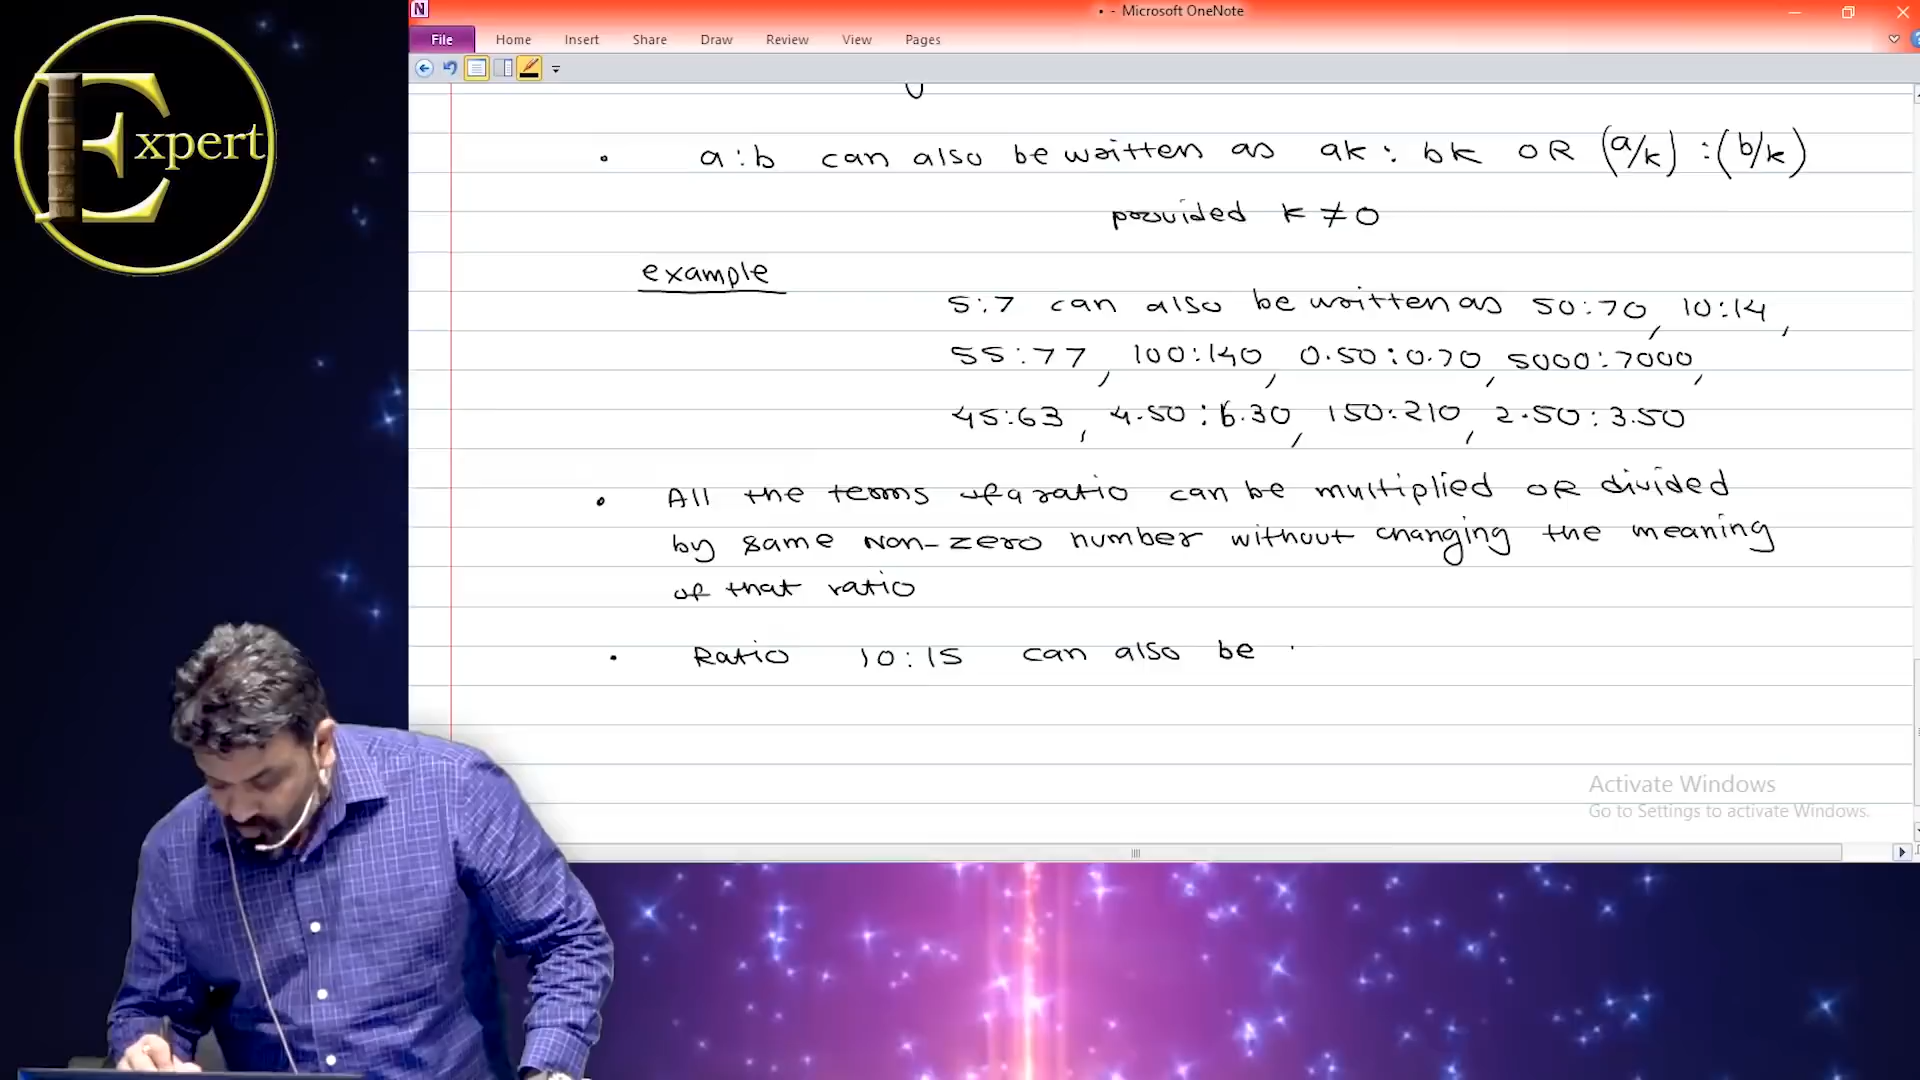 Expert
N
• - Microsoft OneNote
File Home Insert Share Draw Review View Pages
• a:b can also be written as ak : bk OR (a/k) : (b/k)
provided k ≠ 0
example
5:7 can also be written as 50:70, 10:14,
55:77, 100:140, 0.50:0.70, 5000:7000,
45:63, 4.50:6.30, 150:210, 2.50:3.50
• All the terms of a ratio can be multiplied OR divided
by same Non-zero number without changing the meaning
of that ratio
• Ratio 10:15 can also be
Activate Windows
Go to Settings to activate Windows.